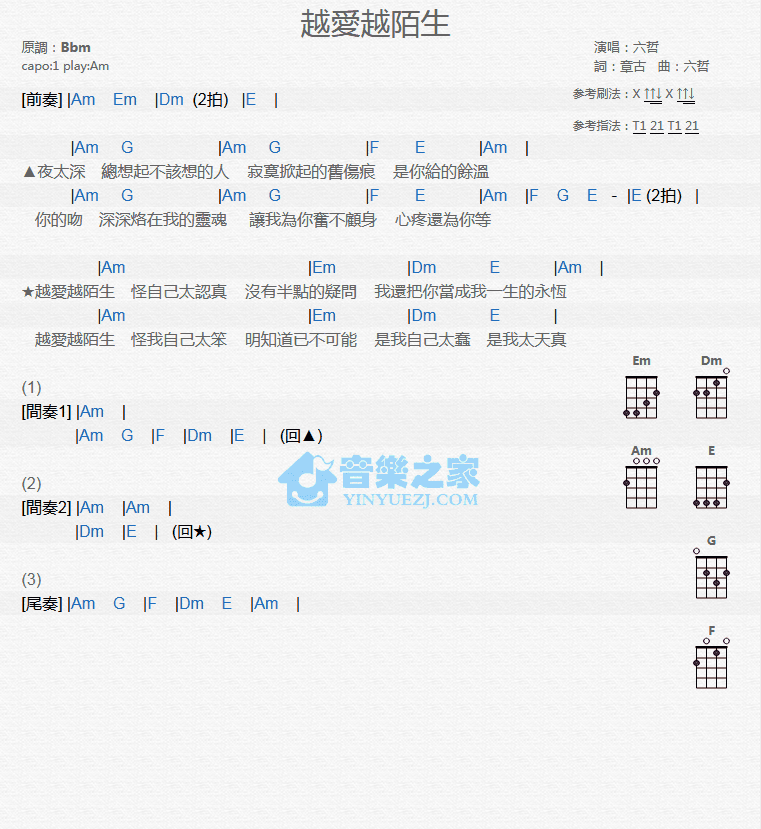 越愛越陌生
原調：Bbm
capo:1 play:Am
演唱：六哲
詞：章古 曲：六哲
参考刷法：X ↑↑↓ X ↑↑↓
参考指法：T1 21 T1 21
[前奏] |Am Em |Dm (2拍) |E |
|Am G |Am G |F E |Am |
▲夜太深 總想起不該想的人 寂寞掀起的舊傷痕 是你給的餘溫
|Am G |Am G |F E |Am |F G E - |E (2拍) |
你的吻 深深烙在我的靈魂 讓我為你奮不顧身 心疼還為你等
|Am |Em |Dm E |Am |
★越愛越陌生 怪自己太認真 沒有半點的疑問 我還把你當成我一生的永恆
|Am |Em |Dm E |
越愛越陌生 怪我自己太笨 明知道已不可能 是我自己太蠢 是我太天真
(1)
[間奏1] |Am |
|Am G |F |Dm |E | (回▲)
(2)
[間奏2] |Am |Am |
|Dm |E | (回★)
(3)
[尾奏] |Am G |F |Dm E |Am |
Em Dm
Am E
G
F
音樂之家
YINYUEZJ.COM